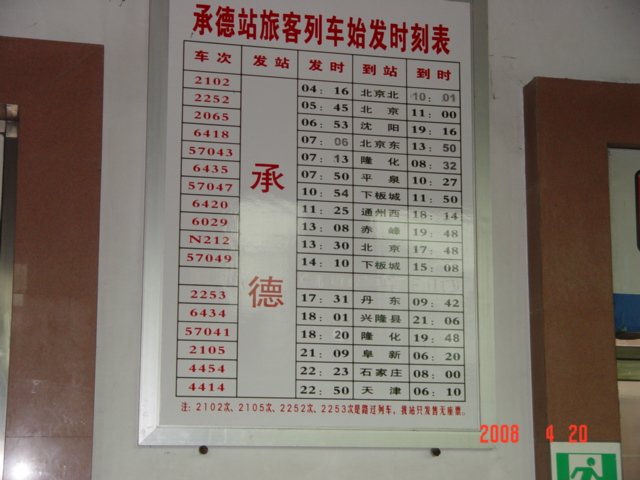 承德站旅客列车始发时刻表
车次 发站 发时 到站 到时
2102 04：16 北京北 10：01
2252 05：45 北京 11：00
2065 06：53 沈阳 19：16
6418 07：06 北京东 13：50
57043 07：13 隆化 08：32
6435 07：50 平泉 10：27
57047 10：54 下板城 11：50
6420 11：25 通州西 18：14
6029 13：08 赤峰 19：48
N212 13：30 北京 17：48
57049 14：10 下板城 15：08
承德
2253 17：31 丹东 09：42
6434 18：01 兴隆县 21：06
57041 18：20 隆化 19：48
2105 21：09 阜新 06：20
4454 22：23 石家庄 08：00
4414 22：50 天津 06：10
注：2102次、2105次、2252次、2253次是路过列车，我站只发售无座票。
2008 4 20